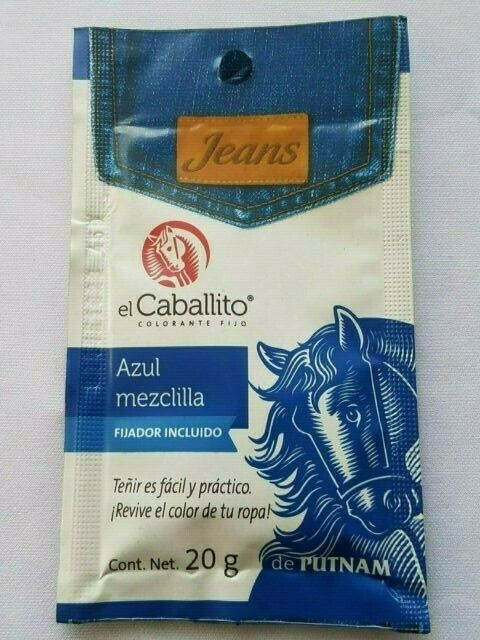 Jeans
el Caballito®
COLORANTE FIJO
Azul
mezclilla
FIJADOR INCLUIDO
Teñir es fácil y práctico.
¡Revive el color de tu ropa!
Cont. Net. 20 g
de PUTNAM